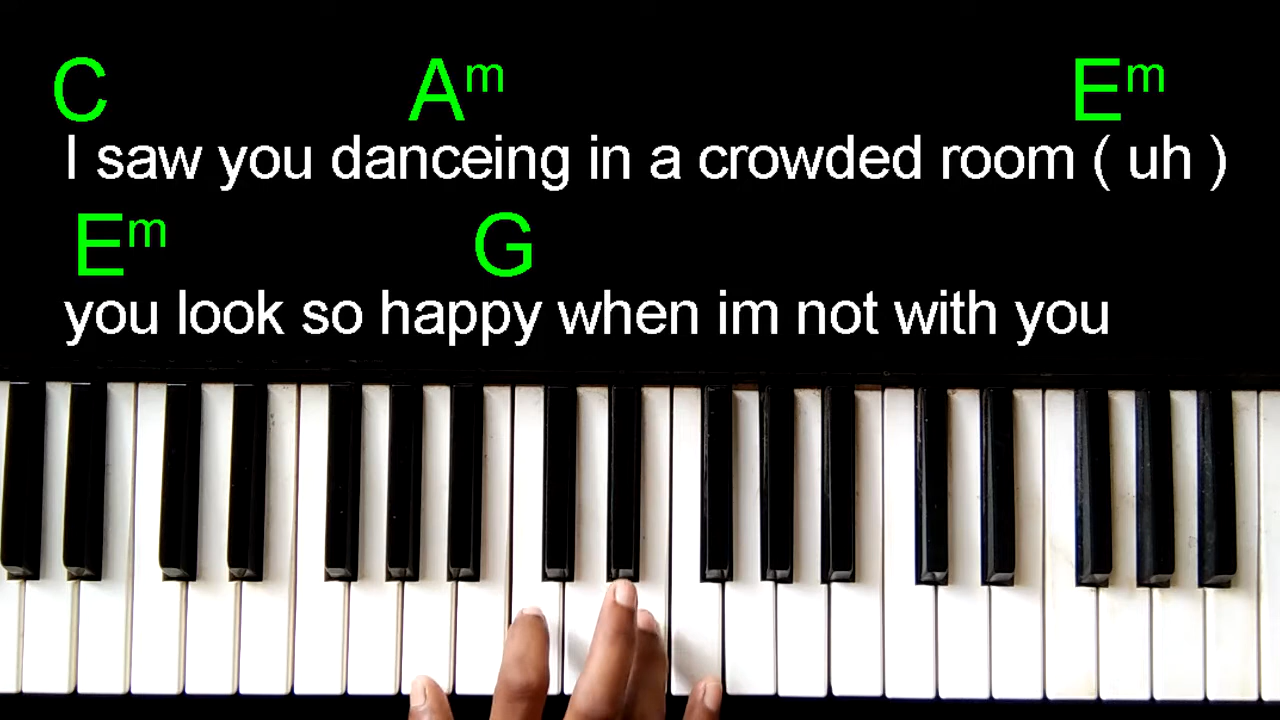 C Am Em
I saw you danceing in a crowded room ( uh )
Em G
you look so happy when im not with you